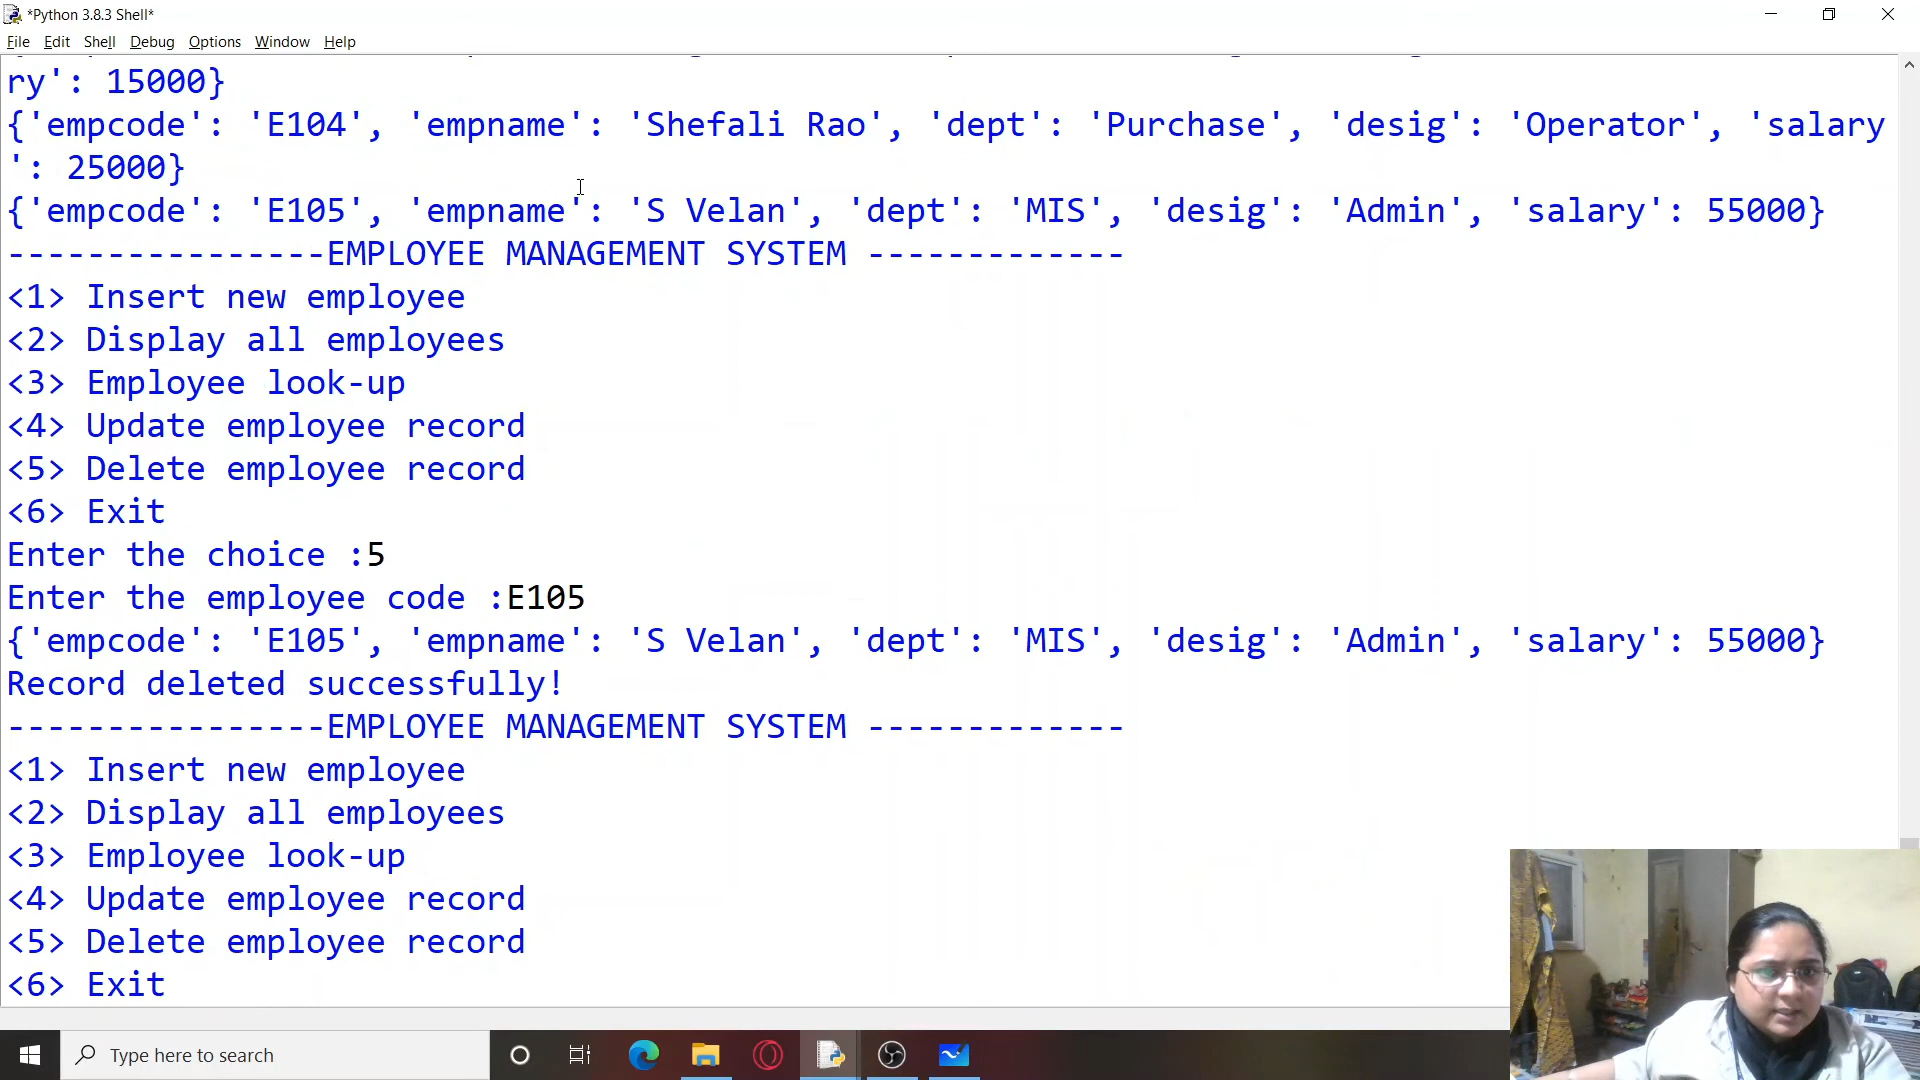 *Python 3.8.3 Shell*
File Edit Shell Debug Options Window Help
ry': 15000}
{'empcode': 'E104', 'empname': 'Shefali Rao', 'dept': 'Purchase', 'desig': 'Operator', 'salary
': 25000}
{'empcode': 'E105', 'empname': 'S Velan', 'dept': 'MIS', 'desig': 'Admin', 'salary': 55000}
----------------EMPLOYEE MANAGEMENT SYSTEM -------------
<1> Insert new employee
<2> Display all employees
<3> Employee look-up
<4> Update employee record
<5> Delete employee record
<6> Exit
Enter the choice :5
Enter the employee code :E105
{'empcode': 'E105', 'empname': 'S Velan', 'dept': 'MIS', 'desig': 'Admin', 'salary': 55000}
Record deleted successfully!
----------------EMPLOYEE MANAGEMENT SYSTEM -------------
<1> Insert new employee
<2> Display all employees
<3> Employee look-up
<4> Update employee record
<5> Delete employee record
<6> Exit
Type here to search